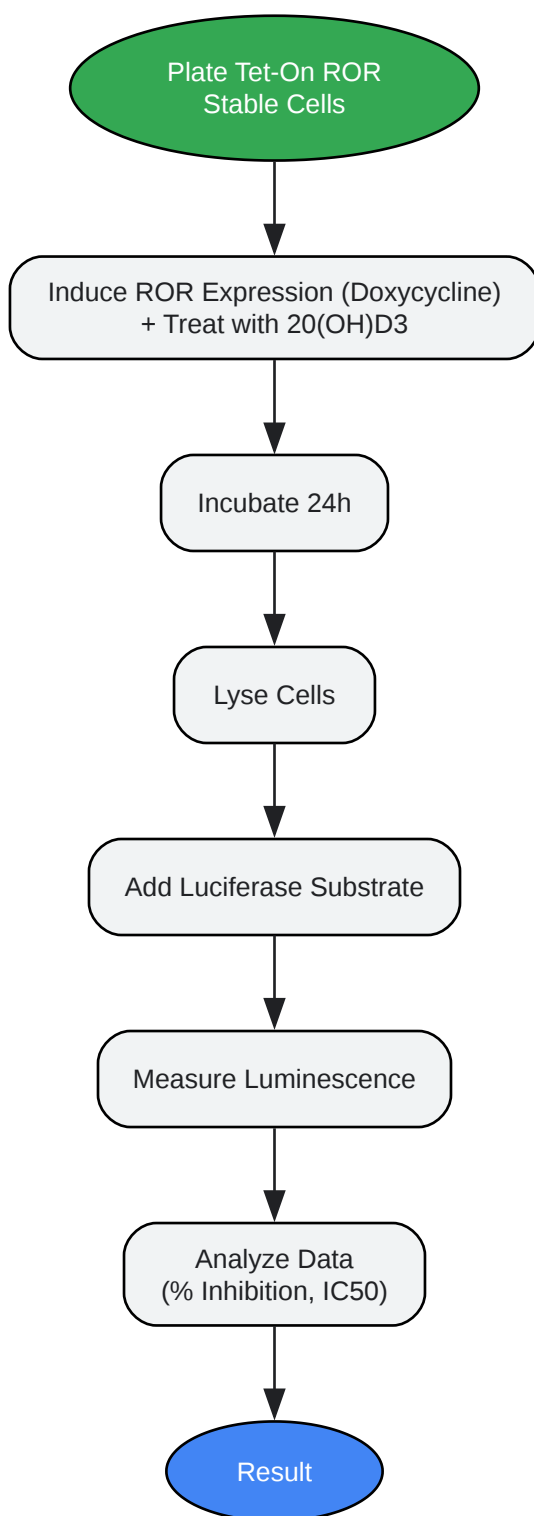 Plate Tet-On ROR
Stable Cells
Induce ROR Expression (Doxycycline)
+ Treat with 20(OH)D3
Incubate 24h
Lyse Cells
Add Luciferase Substrate
Measure Luminescence
Analyze Data
(% Inhibition, IC50)
Result